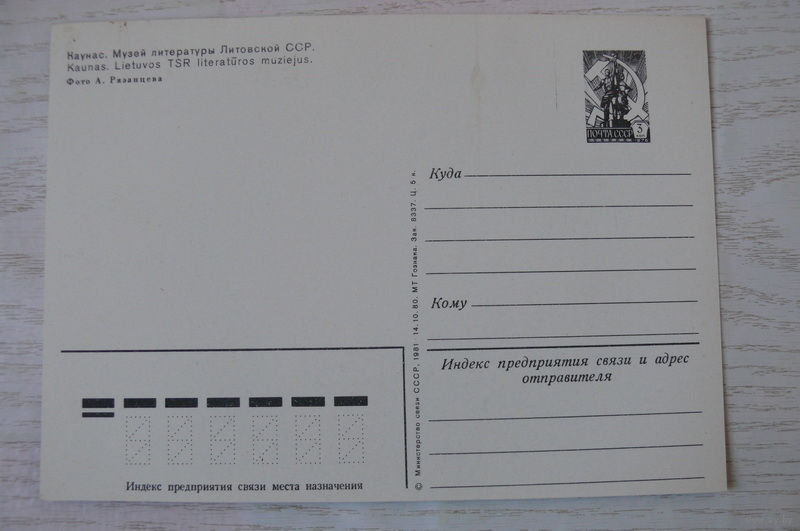 Каунас. Музей литературы Литовской ССР.
Kaunas. Lietuvos TSR literatūros muziejus.
Фото А. Рязанцева
ПОЧТА СССР 3
Куда
Кому
© Министерство связи СССР, 1981 14.10.80. МТ Гознака. Зак. 8337. Ц. 5 к.
Индекс предприятия связи и адрес
отправителя
Индекс предприятия связи места назначения